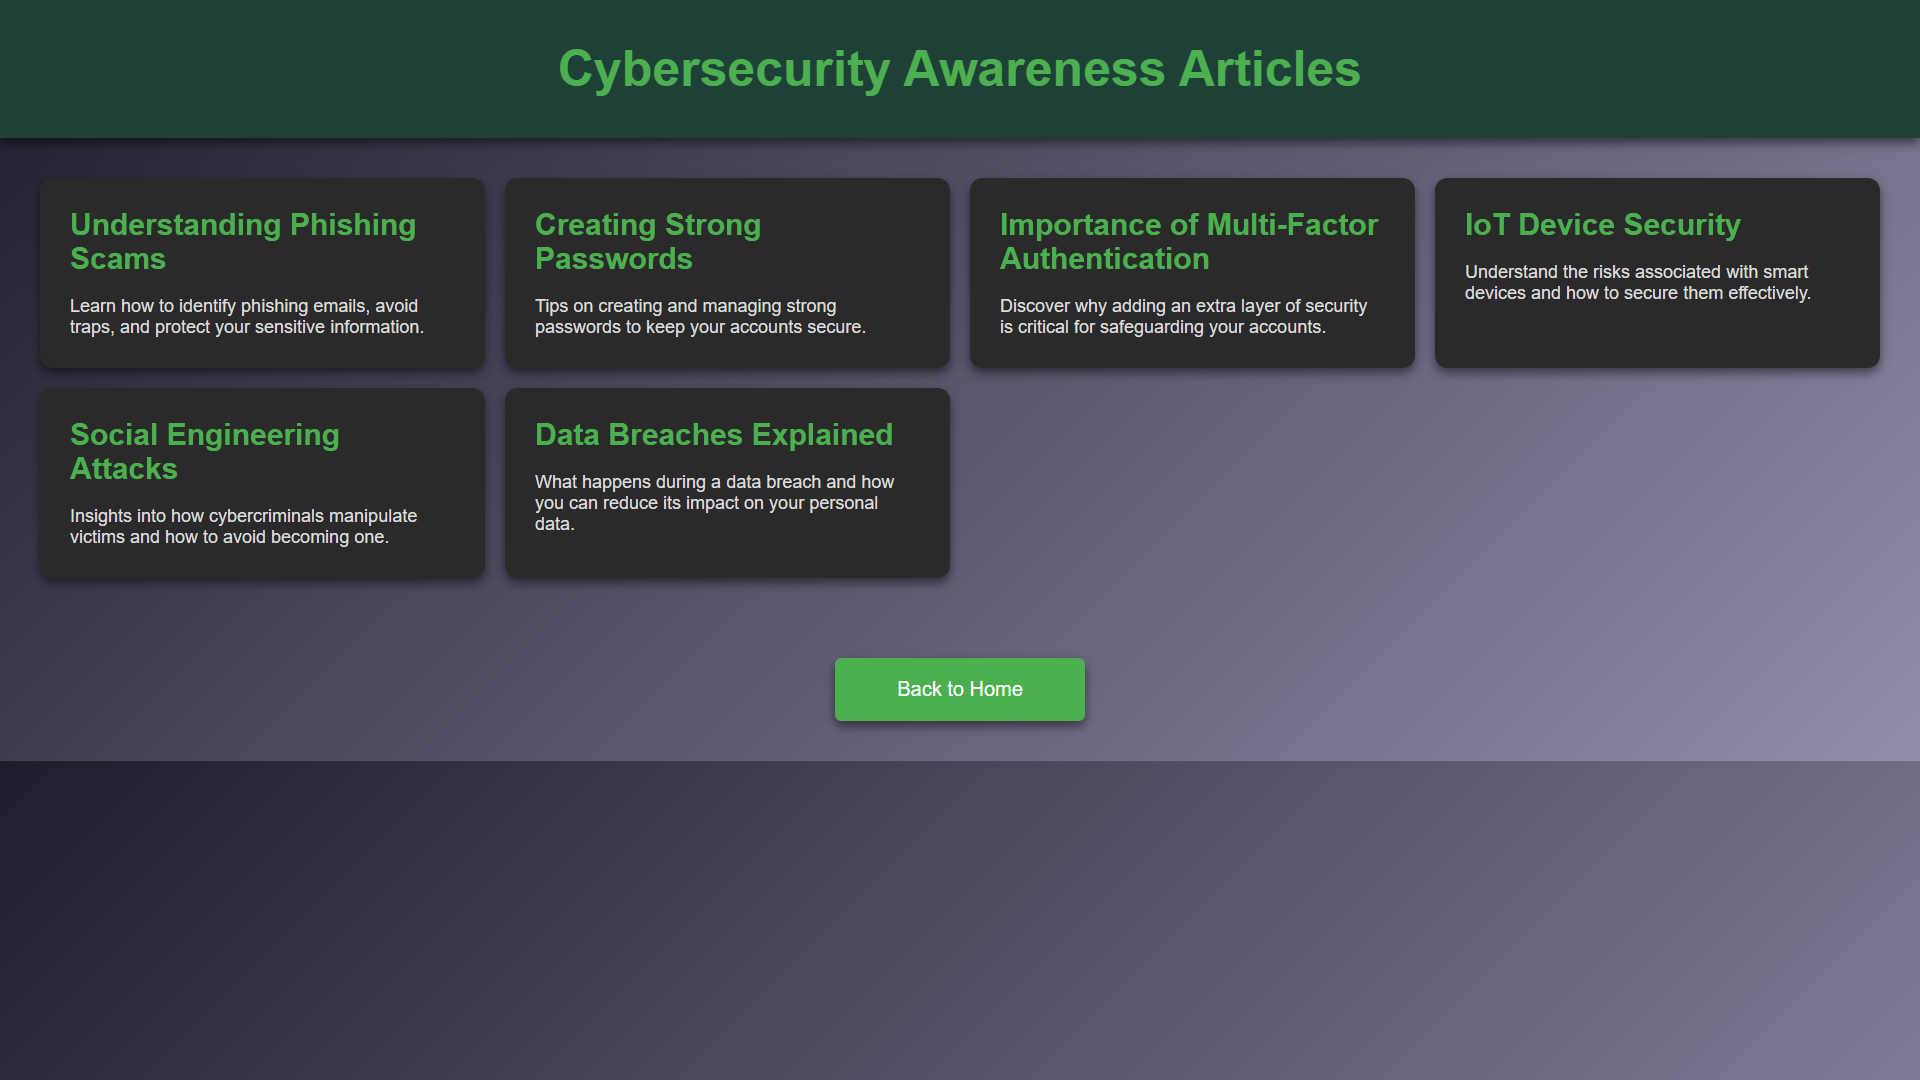 Cybersecurity Awareness Articles
Understanding Phishing
Scams
Learn how to identify phishing emails, avoid
traps, and protect your sensitive information.
Creating Strong
Passwords
Tips on creating and managing strong
passwords to keep your accounts secure.
Importance of Multi-Factor
Authentication
Discover why adding an extra layer of security
is critical for safeguarding your accounts.
IoT Device Security
Understand the risks associated with smart
devices and how to secure them effectively.
Social Engineering
Attacks
Insights into how cybercriminals manipulate
victims and how to avoid becoming one.
Data Breaches Explained
What happens during a data breach and how
you can reduce its impact on your personal
data.
Back to Home